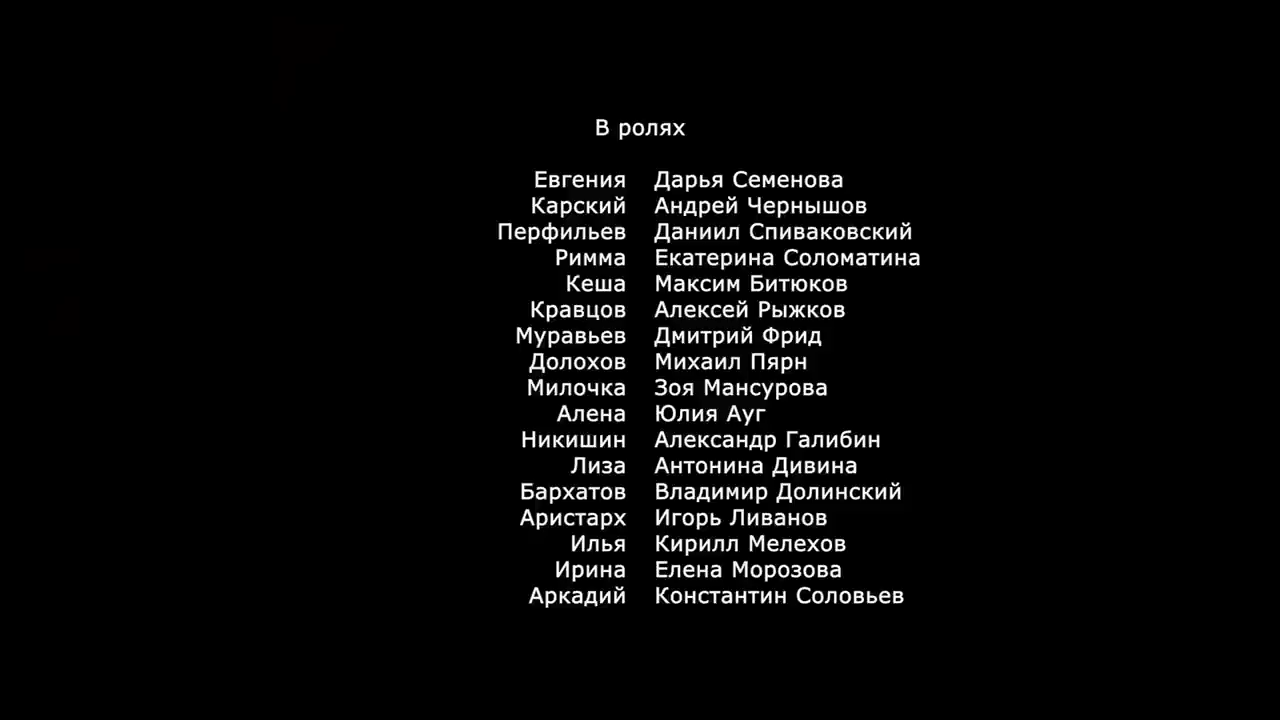 В ролях
Евгения Дарья Семенова
Карский Андрей Чернышов
Перфильев Даниил Спиваковский
Римма Екатерина Соломатина
Кеша Максим Битюков
Кравцов Алексей Рыжков
Муравьев Дмитрий Фрид
Долохов Михаил Пярн
Милочка Зоя Мансурова
Алена Юлия Ауг
Никишин Александр Галибин
Лиза Антонина Дивина
Бархатов Владимир Долинский
Аристарх Игорь Ливанов
Илья Кирилл Мелехов
Ирина Елена Морозова
Аркадий Константин Соловьев